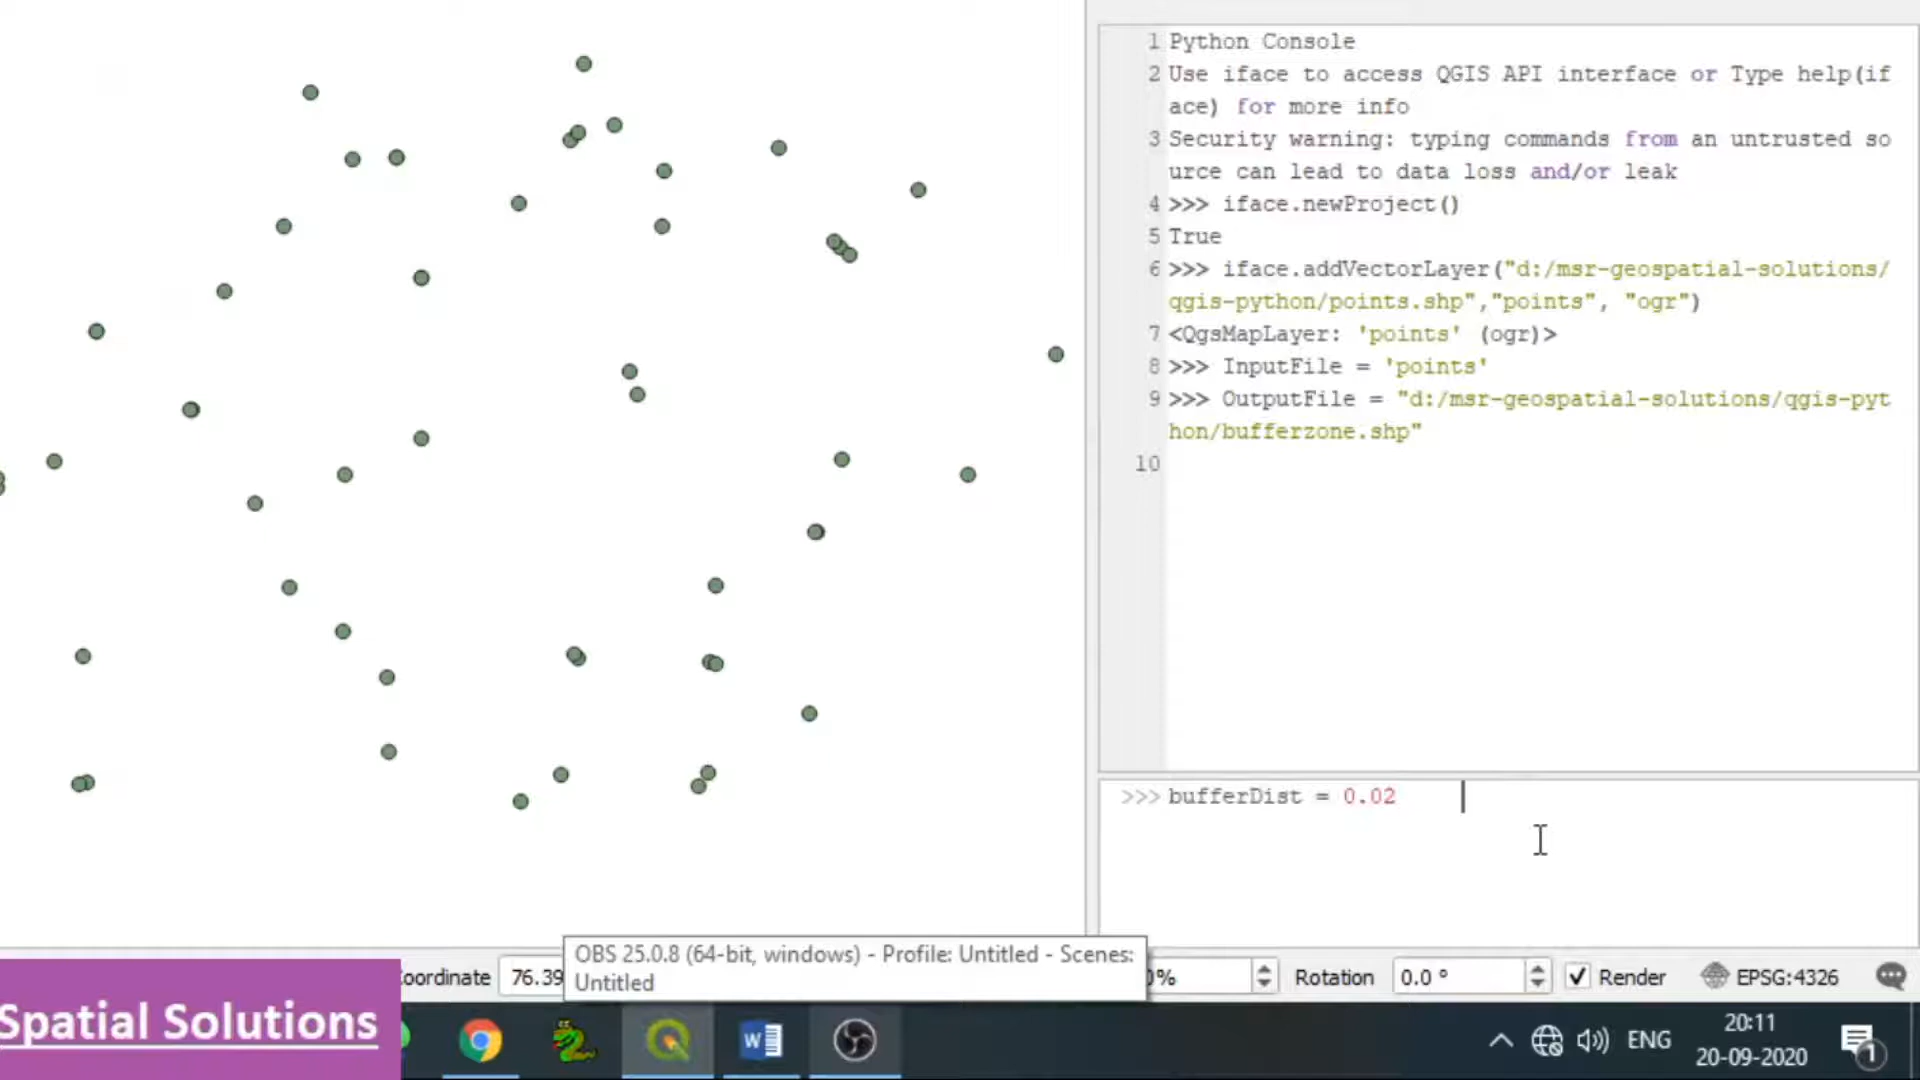 1 Python Console
2 Use iface to access QGIS API interface or Type help(if
ace) for more info
3 Security warning: typing commands from an untrusted so
urce can lead to data loss and/or leak
4 >>> iface.newProject()
5 True
6 >>> iface.addVectorLayer("d:/msr-geospatial-solutions/
qgis-python/points.shp","points", "ogr")
7 <QgsMapLayer: 'points' (ogr)>
8 >>> InputFile = 'points'
9 >>> OutputFile = "d:/msr-geospatial-solutions/qgis-pyt
hon/bufferzone.shp"
10
>>> bufferDist = 0.02
OBS 25.0.8 (64-bit, windows) - Profile: Untitled - Scenes:
Untitled
oordinate 76.39 0% Rotation 0.0 ° Render EPSG:4326
Spatial Solutions
ENG
20:11
20-09-2020
1